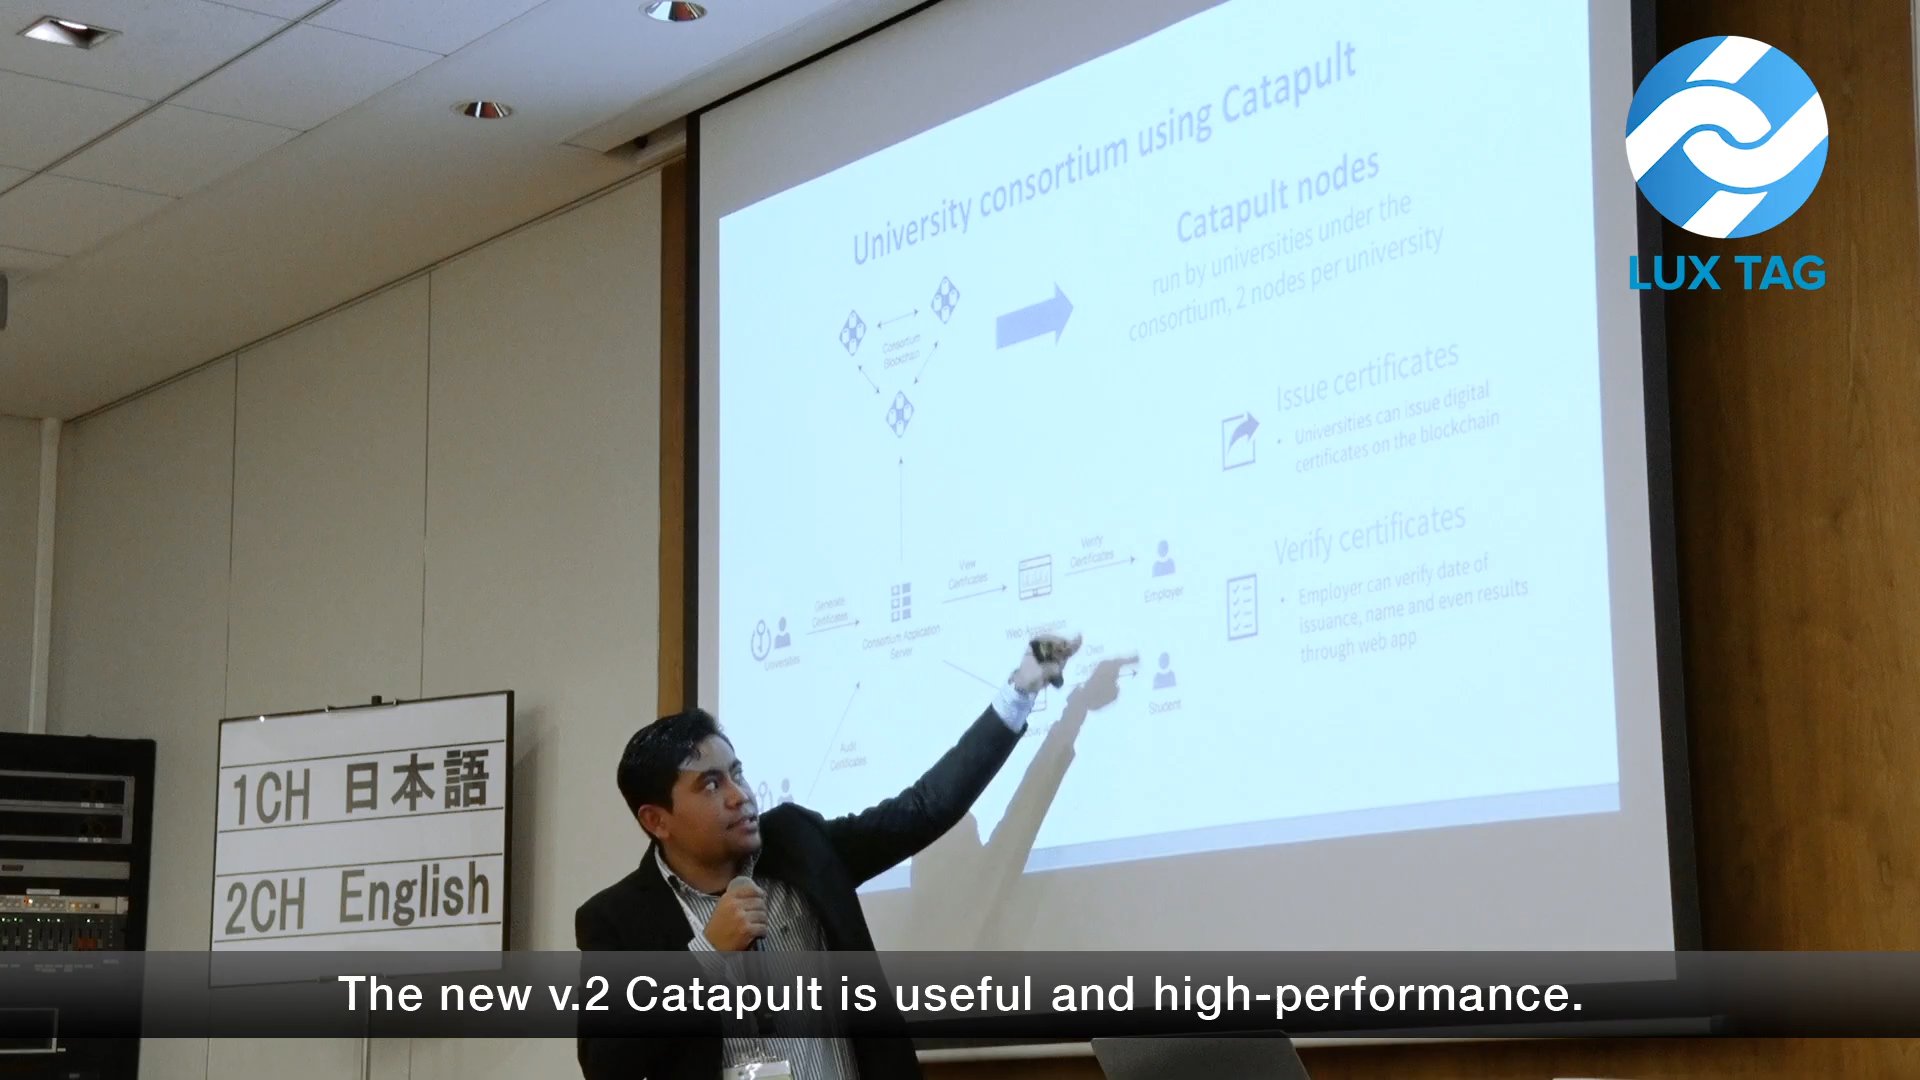 University consortium using Catapult
Catapult nodes
run by universities under the
consortium, 2 nodes per university
Consortium
Blockchain
Issue certificates
• Universities can issue digital
certificates on the blockchain
Verify certificates
• Employer can verify date of
issuance, name and even results
through web app
Verify
Certificates
View
Certificates
Employer
Generate
Certificates
Consortium Application
Server
Web Application
Universities
Own
Student
Audit
Certificates
LUX TAG
1CH 日本語
2CH English
The new v.2 Catapult is useful and high-performance.